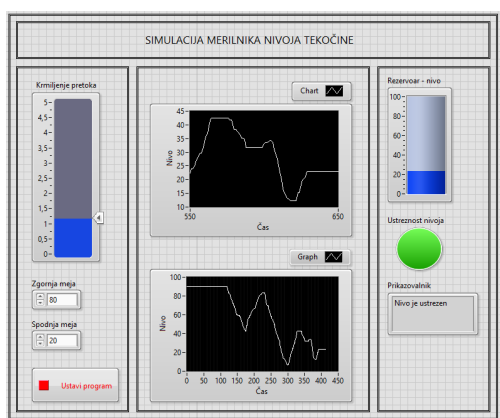 SIMULACIJA MERILNIKA NIVOJA TEKOČINE
Krmiljenje pretoka
5
4,5
4
3,5
3
2,5
2
1,5
1
0,5
0
Zgornja meja
80
Spodnja meja
20
Ustavi program
Chart
Nivo
45
40
35
30
25
20
15
10
550 650
Čas
Graph
Nivo
100
80
60
40
20
0
0 50 100 150 200 250 300 350 400 450
Čas
Rezervoar - nivo
100
80
60
40
20
0
Ustreznost nivoja
Prikazovalnik
Nivo je ustrezen